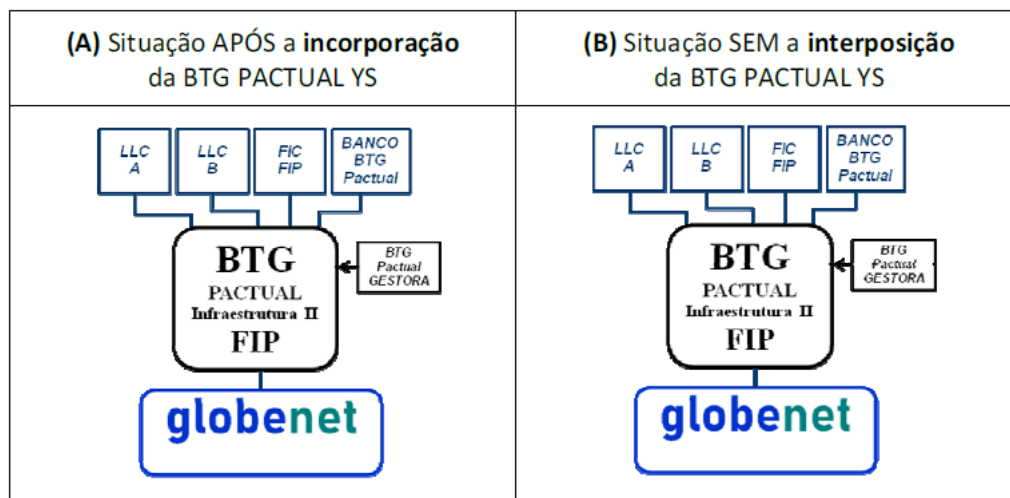 (A) Situação APÓS a incorporação
da BTG PACTUAL YS
(B) Situação SEM a interposição
da BTG PACTUAL YS
LLC
A
LLC
B
FIC
FIP
BANCO
BTG
Pactual
BTG
PACTUAL
Infraestrutura II
FIP
BTG
Pactual
GESTORA
globenet
LLC
A
LLC
B
FIC
FIP
BANCO
BTG
Pactual
BTG
PACTUAL
Infraestrutura II
FIP
BTG
Pactual
GESTORA
globenet